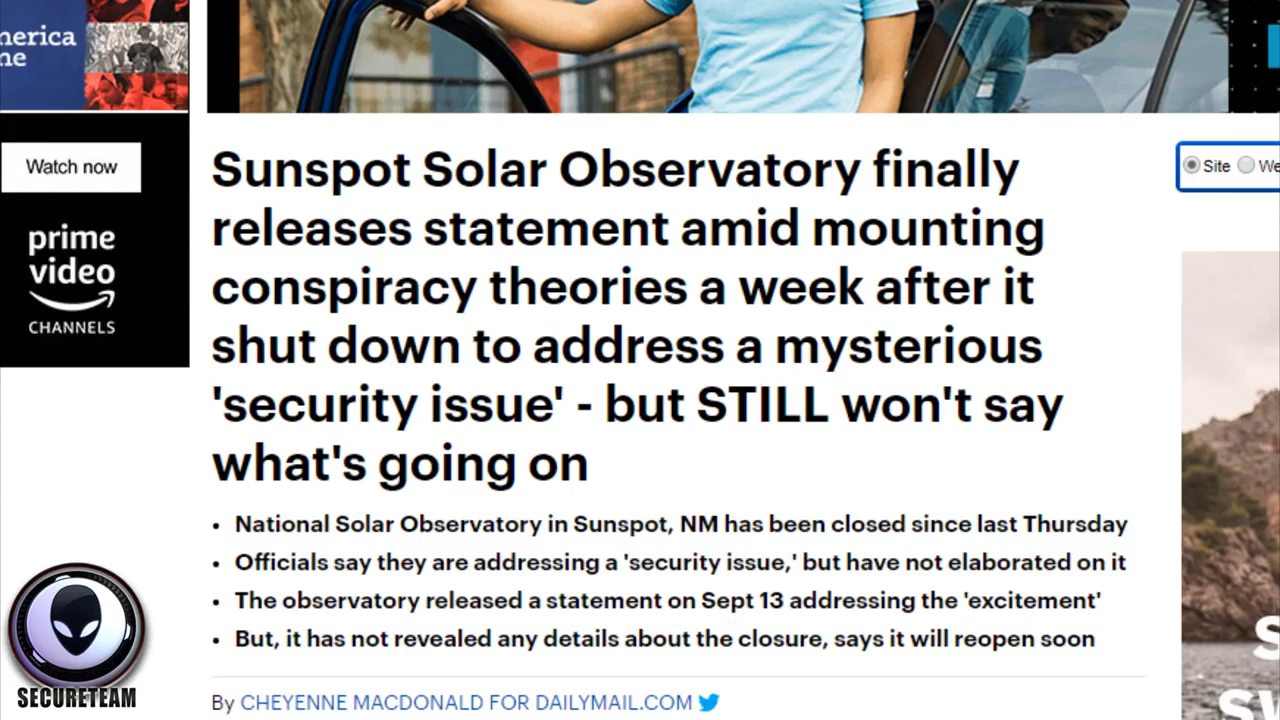 nerica
ne
Watch now
prime
video
CHANNELS
Sunspot Solar Observatory finally
releases statement amid mounting
conspiracy theories a week after it
shut down to address a mysterious
'security issue' - but STILL won't say
what's going on
• National Solar Observatory in Sunspot, NM has been closed since last Thursday
• Officials say they are addressing a 'security issue,' but have not elaborated on it
• The observatory released a statement on Sept 13 addressing the 'excitement'
• But, it has not revealed any details about the closure, says it will reopen soon
By CHEYENNE MACDONALD FOR DAILYMAIL.COM
Site We
S
SW
SECURETEAM